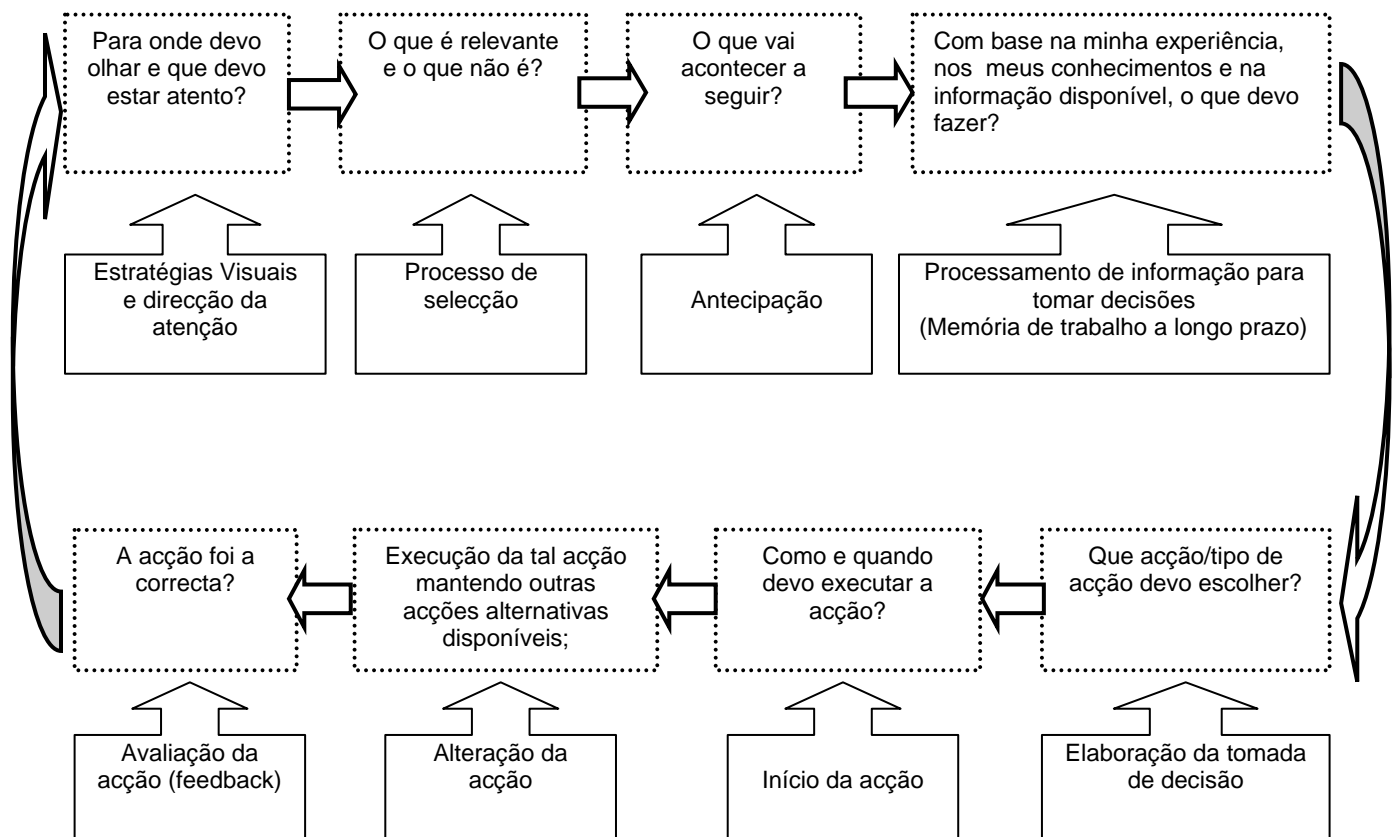 Para onde devo
olhar e que devo
estar atento?
O que é relevante
e o que não é?
O que vai
acontecer a
seguir?
Com base na minha experiência,
nos meus conhecimentos e na
informação disponível, o que devo
fazer?
Estratégias Visuais
e direcção da
atenção
Processo de
selecção
Antecipação
Processamento de informação para
tomar decisões
(Memória de trabalho a longo prazo)
A acção foi a
correcta?
Execução da tal acção
mantendo outras
acções alternativas
disponíveis;
Como e quando
devo executar a
acção?
Que acção/tipo de
acção devo escolher?
Avaliação da
acção (feedback)
Alteração da
acção
Início da acção
Elaboração da tomada
de decisão